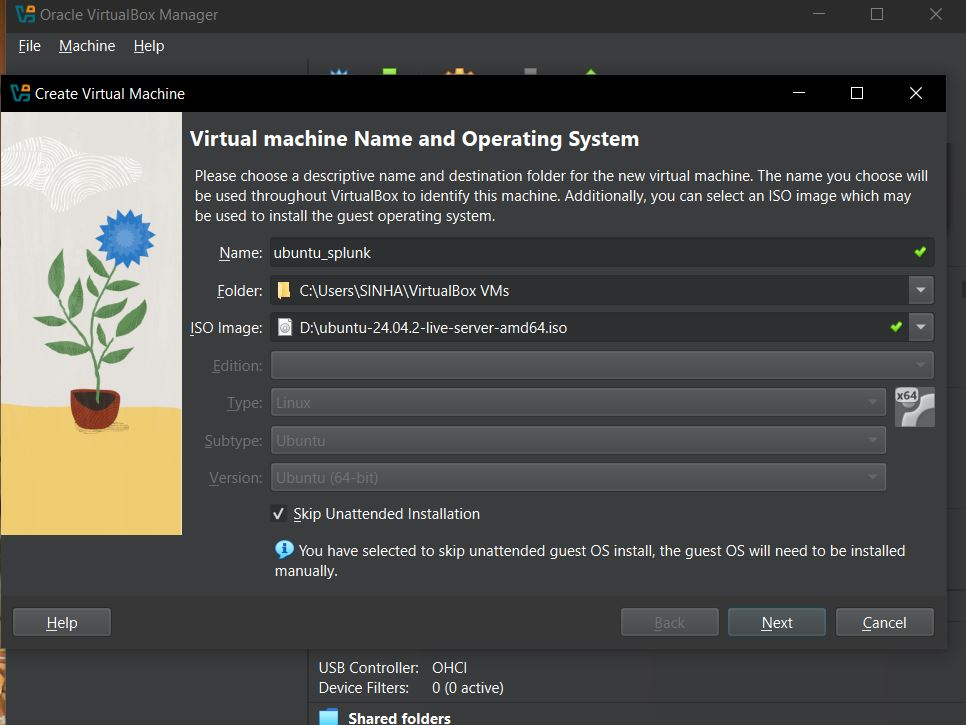 Oracle VirtualBox Manager
File Machine Help
Create Virtual Machine
Virtual machine Name and Operating System
Please choose a descriptive name and destination folder for the new virtual machine. The name you choose will
be used throughout VirtualBox to identify this machine. Additionally, you can select an ISO image which may
be used to install the guest operating system.
Name: ubuntu_splunk
Folder: C:\Users\SINHA\VirtualBox VMs
ISO Image: D:\ubuntu-24.04.2-live-server-amd64.iso
Edition:
Type: Linux
x64
Subtype: Ubuntu
Version: Ubuntu (64-bit)
Skip Unattended Installation
You have selected to skip unattended guest OS install, the guest OS will need to be installed
manually.
Help Back Next Cancel
USB Controller: OHCI
Device Filters: 0 (0 active)
Shared folders